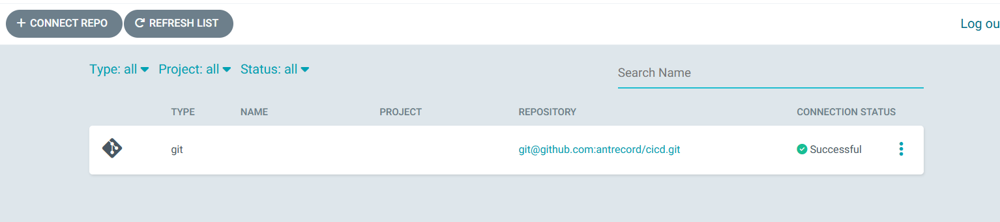 CONNECT REPO REFRESH LIST Log ou
Type: all Project: all Status: all Search Name
TYPE NAME PROJECT REPOSITORY CONNECTION STATUS
git git@github.com:antrecord/cicd.git Successful